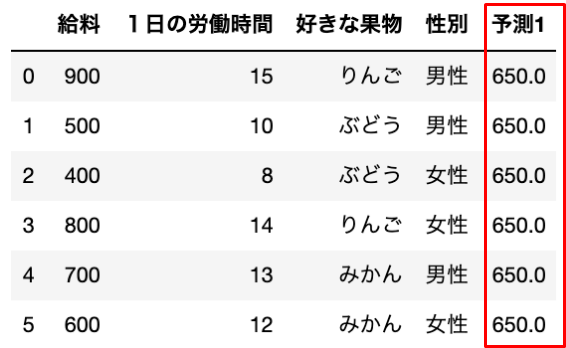 給料 １日の労働時間 好きな果物 性別 予測1
0 900 15 りんご 男性 650.0
1 500 10 ぶどう 男性 650.0
2 400 8 ぶどう 女性 650.0
3 800 14 りんご 女性 650.0
4 700 13 みかん 男性 650.0
5 600 12 みかん 女性 650.0